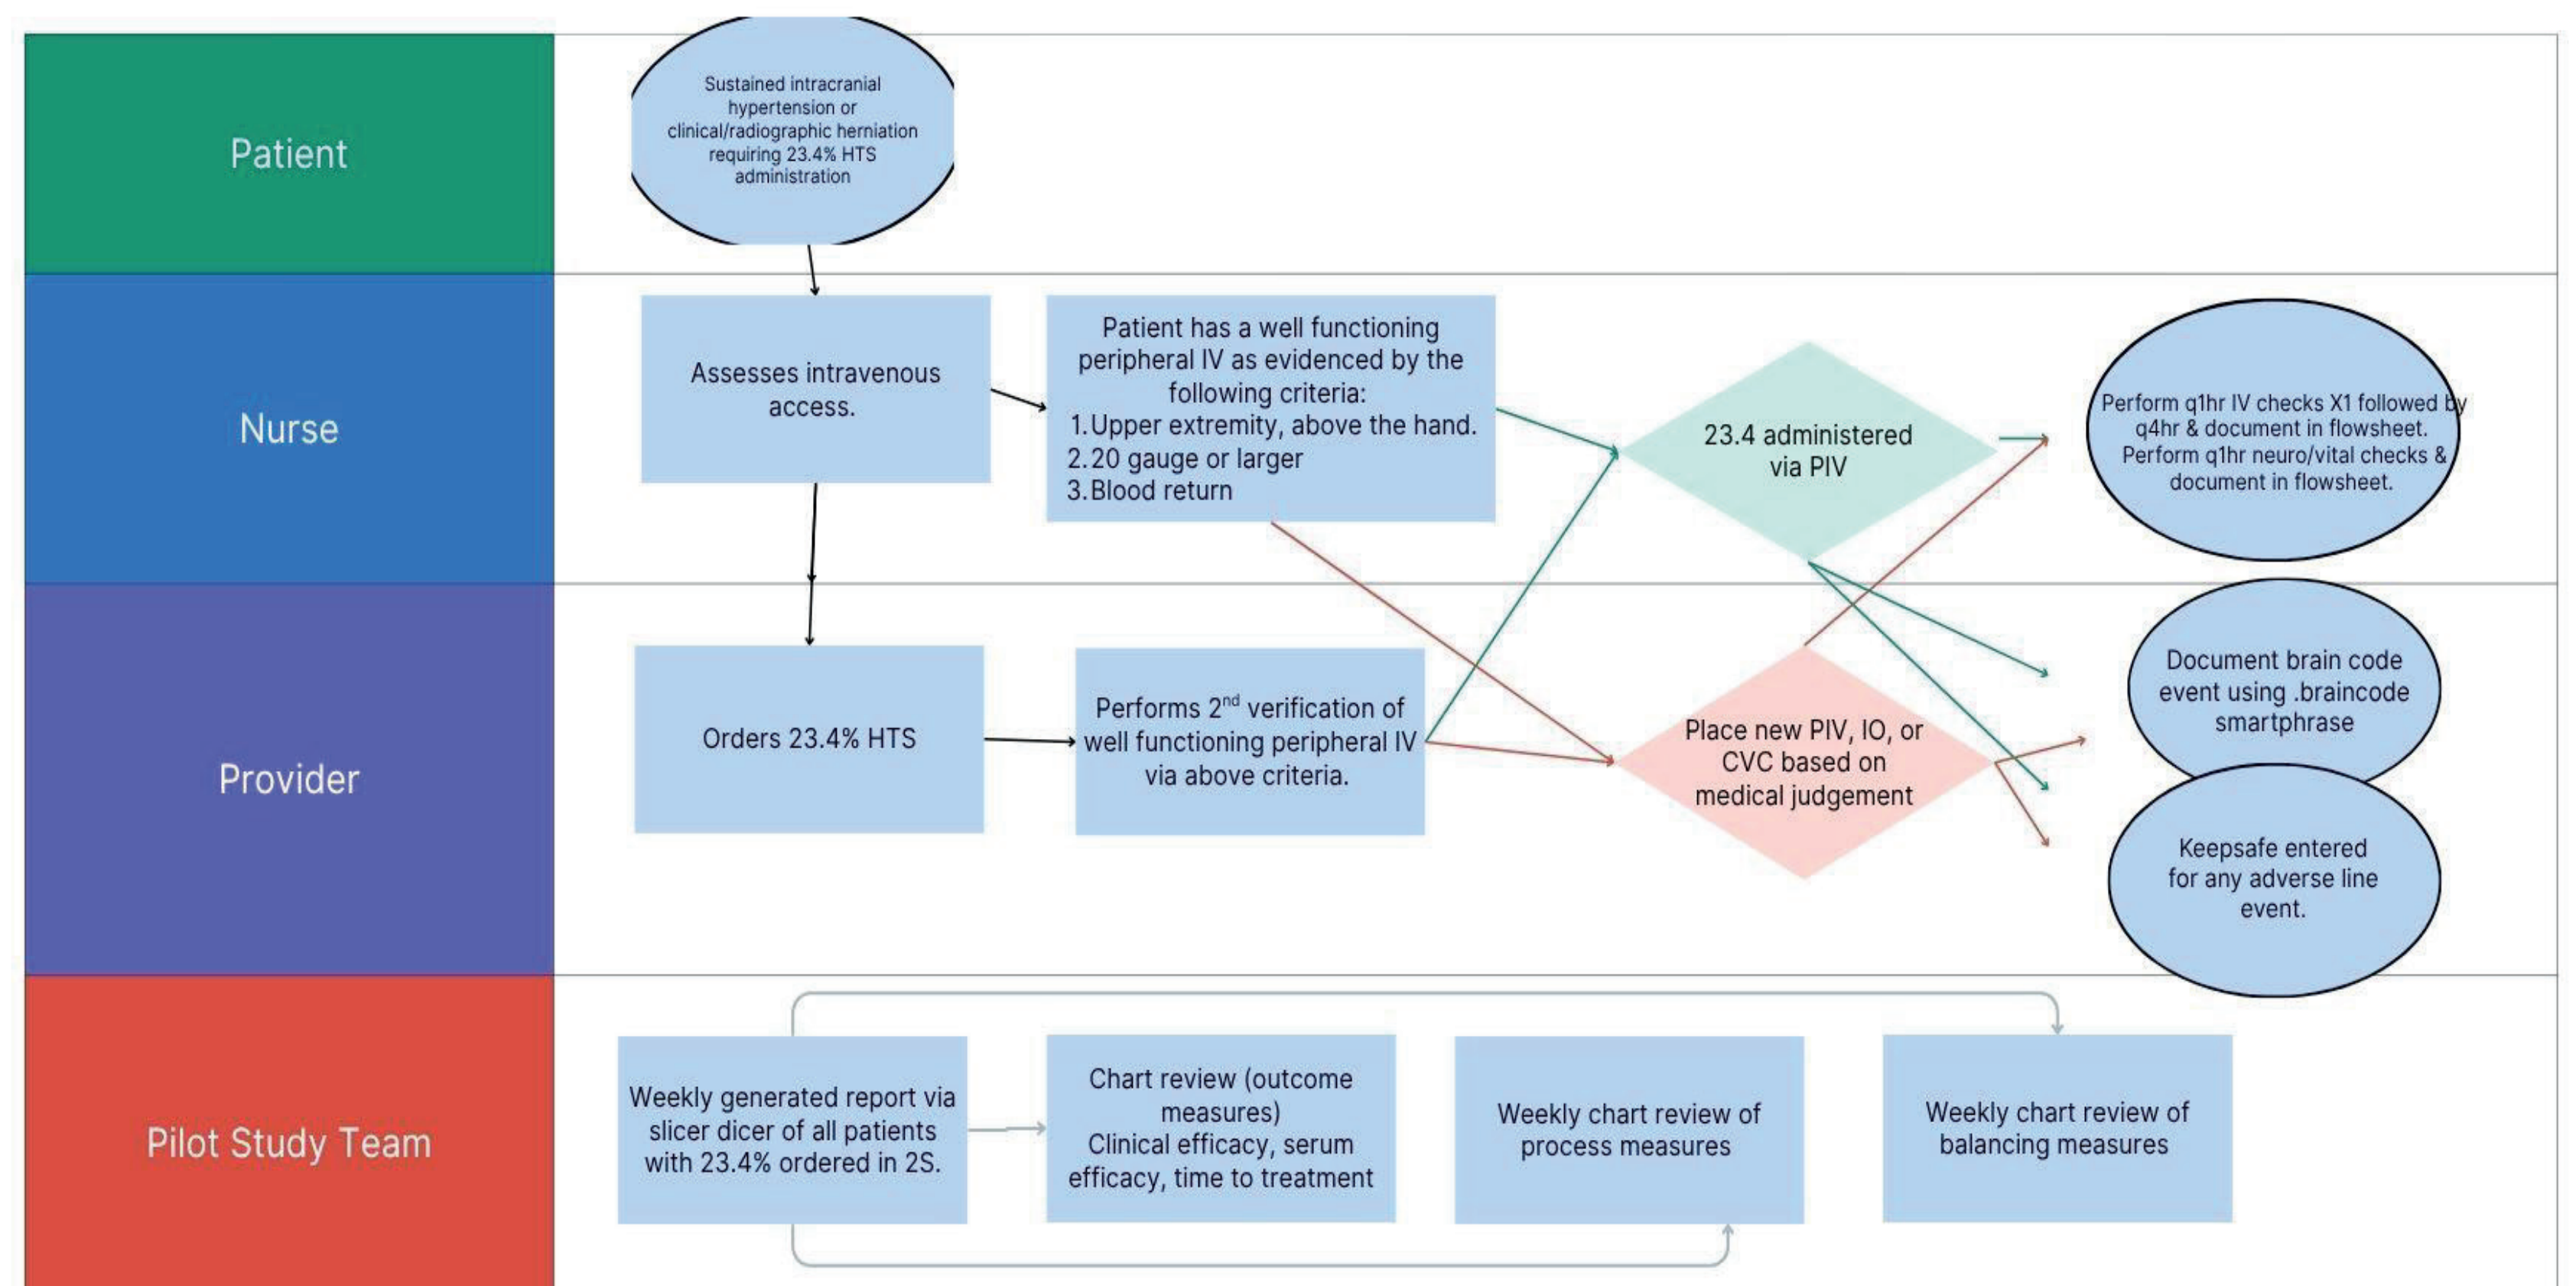 Patient
Sustained intracranial
hypertension or
clinical/radiographic herniation
requiring 23.4% HTS
administration
Nurse
Assesses intravenous
access.
Patient has a well functioning
peripheral IV as evidenced by the
following criteria:
1.Upper extremity, above the hand.
2.20 gauge or larger
3.Blood return
23.4 administered
via PIV
Perform q1hr IV checks X1 followed by
q4hr & document in flowsheet.
Perform q1hr neuro/vital checks &
document in flowsheet.
Provider
Orders 23.4% HTS
Performs 2nd verification of
well functioning peripheral IV
via above criteria.
Place new PIV, IO, or
CVC based on
medical judgement
Document brain code
event using .braincode
smartphrase
Keepsafe entered
for any adverse line
event.
Pilot Study Team
Weekly generated report via
slicer dicer of all patients
with 23.4% ordered in 2S.
Chart review (outcome
measures)
Clinical efficacy, serum
efficacy, time to treatment
Weekly chart review of
process measures
Weekly chart review of
balancing measures